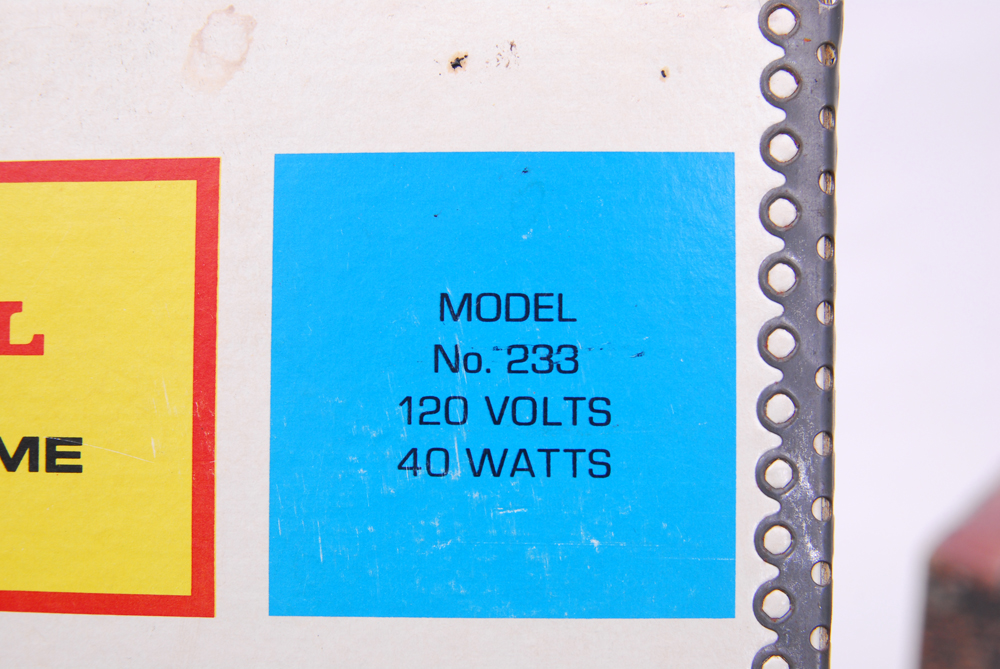 L
ME
MODEL
No. 233
120 VOLTS
40 WATTS